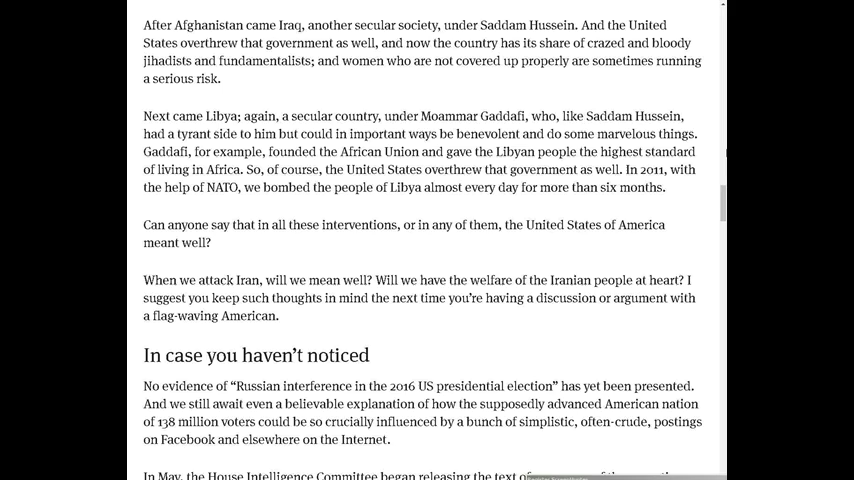 After Afghanistan came Iraq, another secular society, under Saddam Hussein. And the United
States overthrew that government as well, and now the country has its share of crazed and bloody
jihadists and fundamentalists; and women who are not covered up properly are sometimes running
a serious risk.
Next came Libya; again, a secular country, under Moammar Gaddafi, who, like Saddam Hussein,
had a tyrant side to him but could in important ways be benevolent and do some marvelous things.
Gaddafi, for example, founded the African Union and gave the Libyan people the highest standard
of living in Africa. So, of course, the United States overthrew that government as well. In 2011, with
the help of NATO, we bombed the people of Libya almost every day for more than six months.
Can anyone say that in all these interventions, or in any of them, the United States of America
meant well?
When we attack Iran, will we mean well? Will we have the welfare of the Iranian people at heart? I
suggest you keep such thoughts in mind the next time you’re having a discussion or argument with
a flag-waving American.
In case you haven’t noticed
No evidence of “Russian interference in the 2016 US presidential election” has yet been presented.
And we still await even a believable explanation of how the supposedly advanced American nation
of 138 million voters could be so crucially influenced by a bunch of simplistic, often-crude, postings
on Facebook and elsewhere on the Internet.
In May, the House Intelligence Committee began releasing the text of